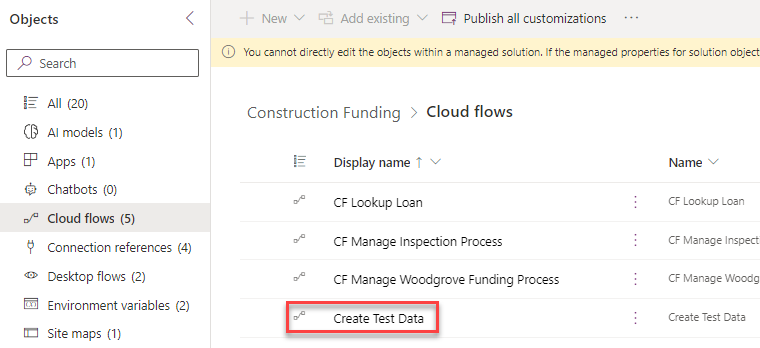 Objects
New
Add existing
Publish all customizations
Search
You cannot directly edit the objects within a managed solution. If the managed properties for solution object
All (20)
AI models (1)
Apps (1)
Chatbots (0)
Cloud flows (5)
Connection references (4)
Desktop flows (2)
Environment variables (2)
Site maps (1)
Construction Funding > Cloud flows
Display name ↑ Name
CF Lookup Loan CF Lookup Loan
CF Manage Inspection Process CF Manage Inspecti
CF Manage Woodgrove Funding Process CF Manage Woodg
Create Test Data Create Test Data